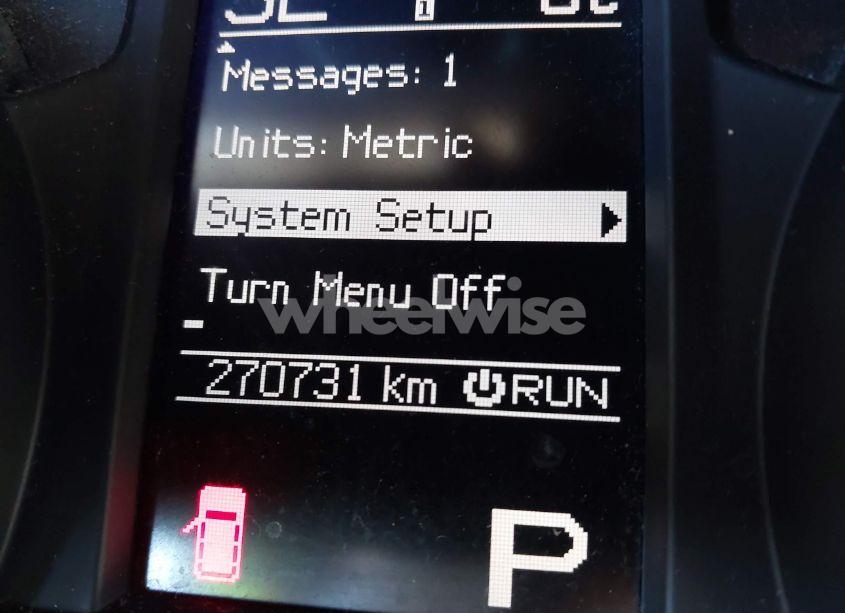 Messages: 1
Units: Metric
System Setup
Turn Menu Off
wheelwise
270731 km RUN
P